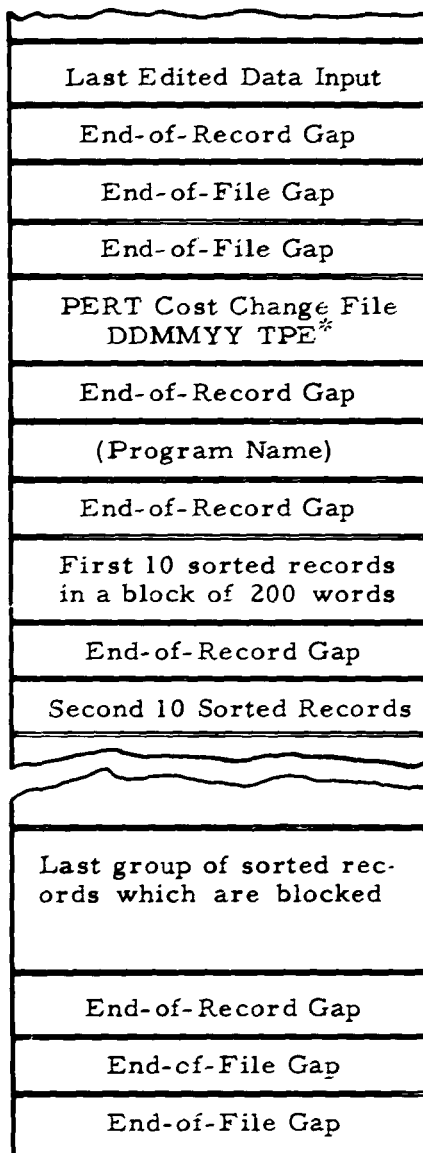 Last Edited Data Input
End-of-Record Gap
End-of-File Gap
End-of-File Gap
PERT Cost Change File
DDMMYY TPE*
End-of-Record Gap
(Program Name)
End-of-Record Gap
First 10 sorted records
in a block of 200 words
End-of-Record Gap
Second 10 Sorted Records
Last group of sorted rec-
ords which are blocked
End-of-Record Gap
End-of-File Gap
End-of-File Gap